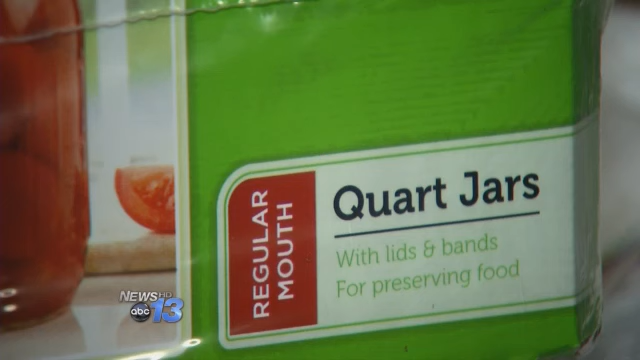 REGULAR
MOUTH
Quart Jars
With lids & bands
For preserving food
NEWS HD
abc 13